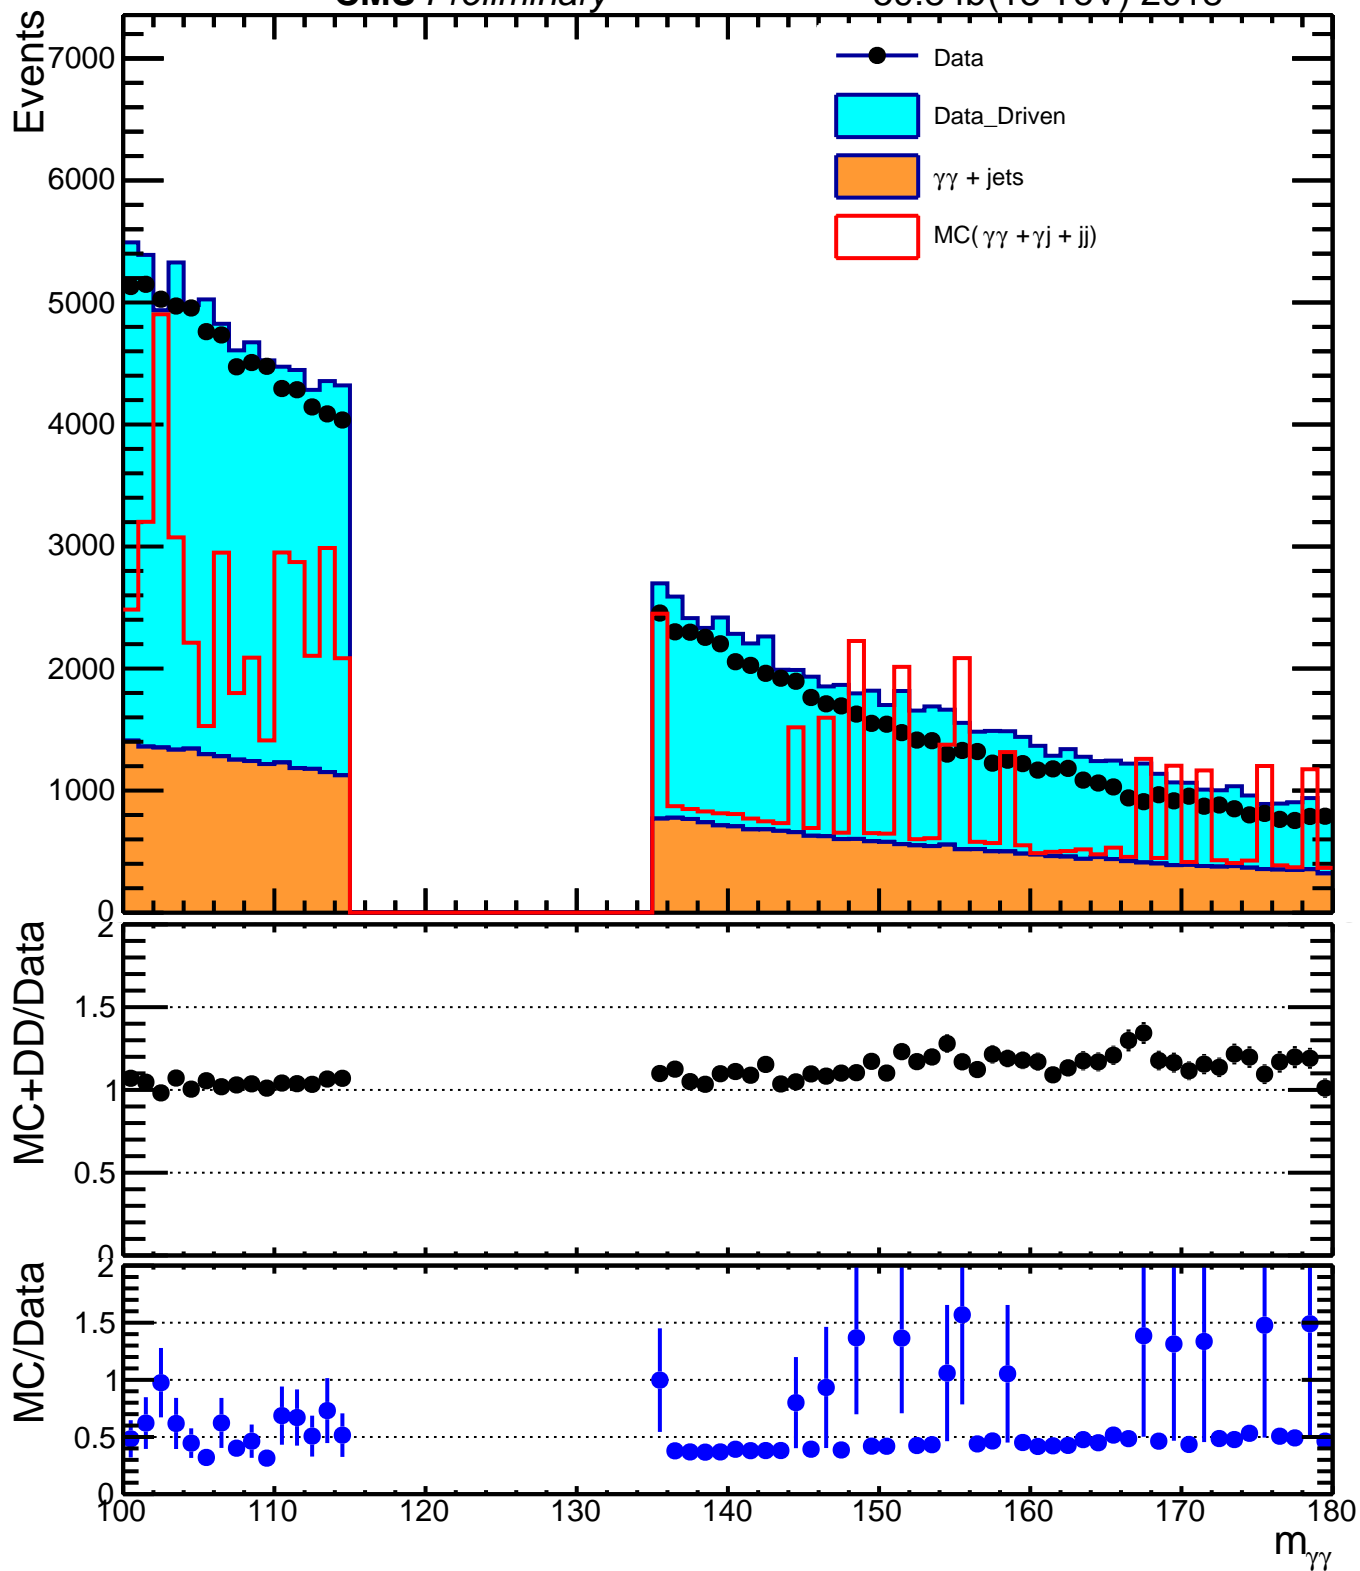 CMS Preliminary
Events
7000
6000
5000
4000
3000
2000
1000
0
Data
Data_Driven
γγ + jets
MC( γγ + γj + jj)
MC+DD/Data
2
1.5
1
0.5
0
MC/Data
2
1.5
1
0.5
0
100 110 120 130 140 150 160 170 180
mγγ